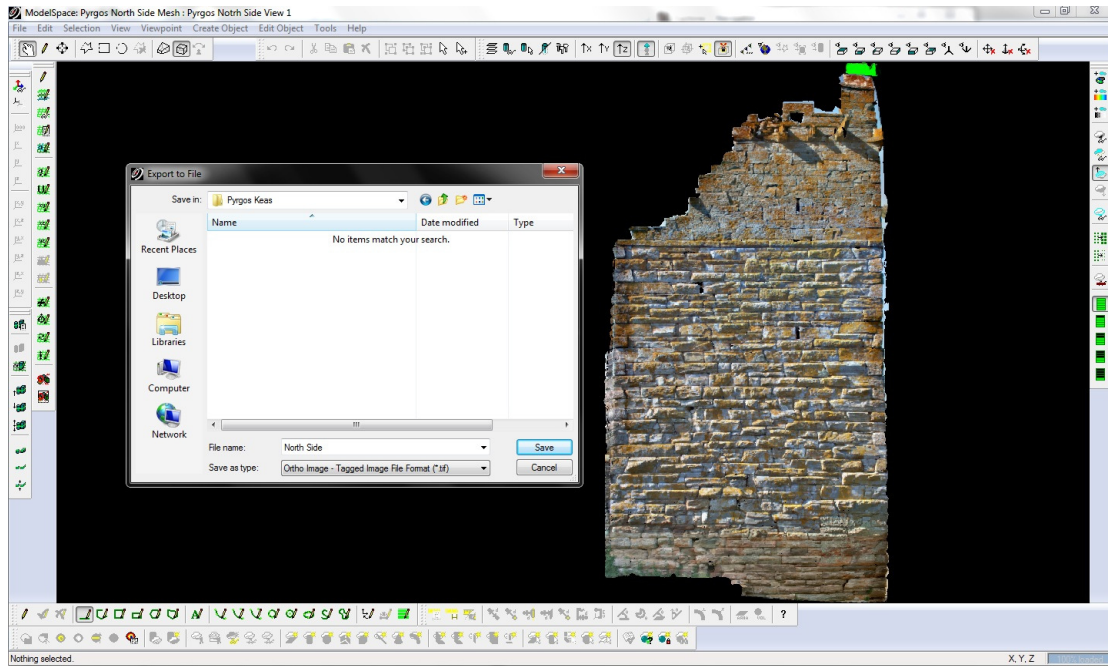 ModelSpace: Pyrgos North Side Mesh : Pyrgos Notrh Side View 1
File Edit Selection View Viewpoint Create Object Edit Object Tools Help
Export to File
Save in: Pyrgos Keas
Name Date modified Type
No items match your search.
Recent Places
Desktop
Libraries
Computer
Network
File name: North Side Save
Save as type: Ortho Image - Tagged Image File Format (*.tif) Cancel
Nothing selected. X, Y, Z